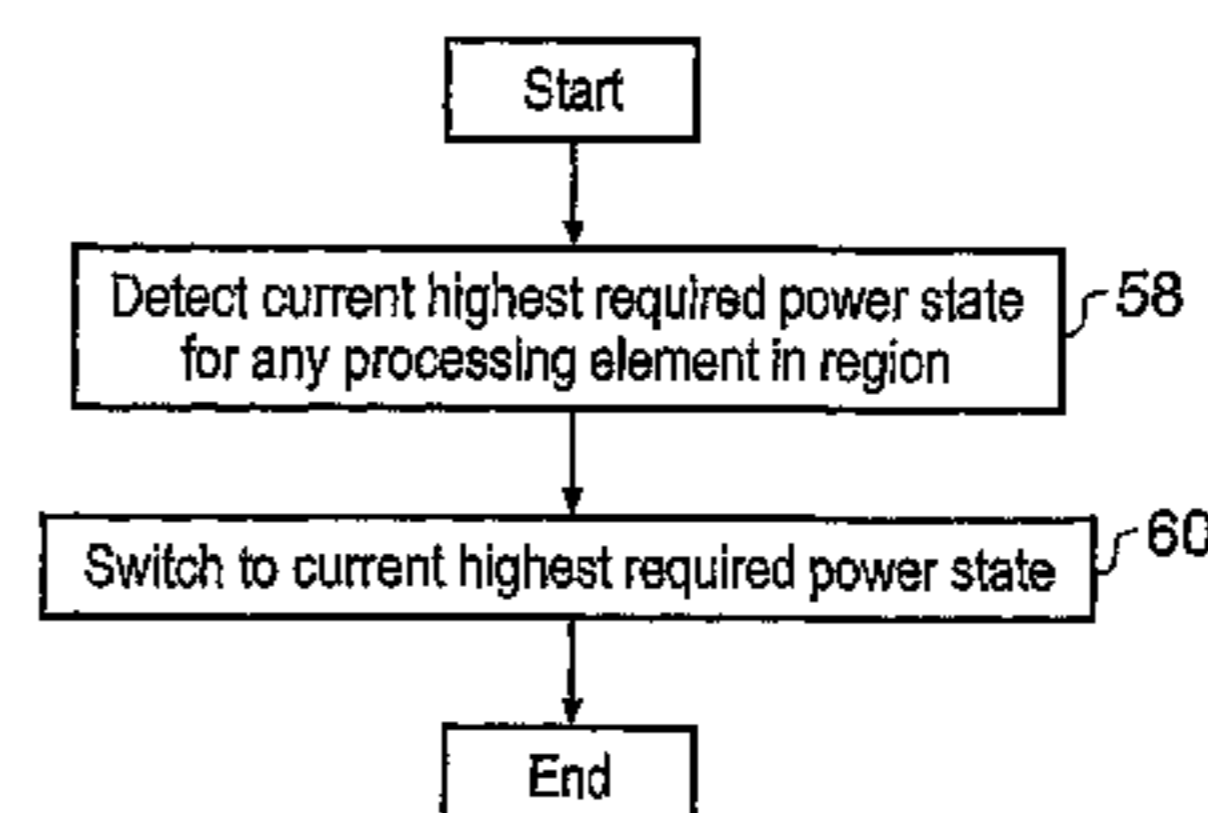 Start
Detect current highest required power state
for any processing element in region
58
Switch to current highest required power state
60
End